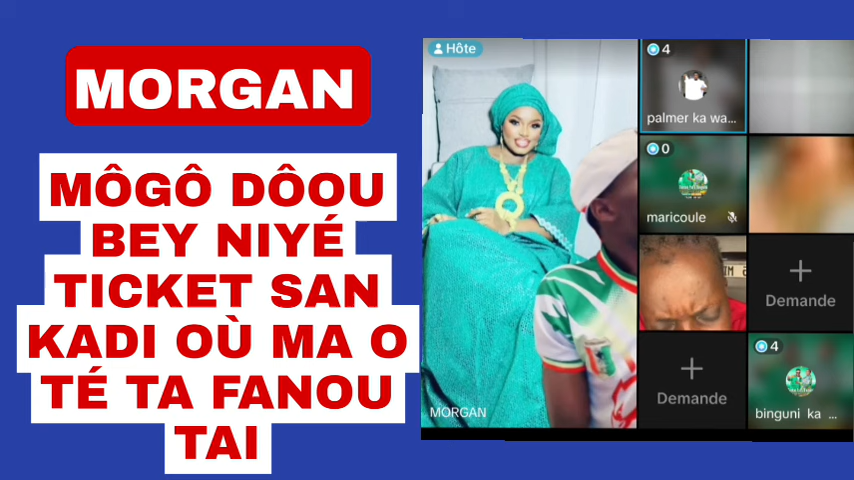 MORGAN
MÔGÔ DÔOU
BEY NIYÉ
TICKET SAN
KADI OÙ MA O
TÉ TA FANOU
TAI
Hôte
MORGAN
4
palmer ka wa...
0
maricoule
Demande
Demande
4
binguni ka ...